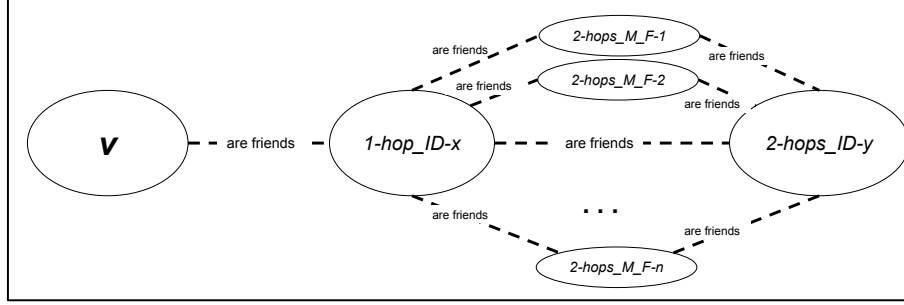 2-hops_M_F-1
are friends
are friends
2-hops_M_F-2
are friends
are friends
v
are friends
1-hop_ID-x
are friends
2-hops_ID-y
. . .
are friends
are friends
2-hops_M_F-n